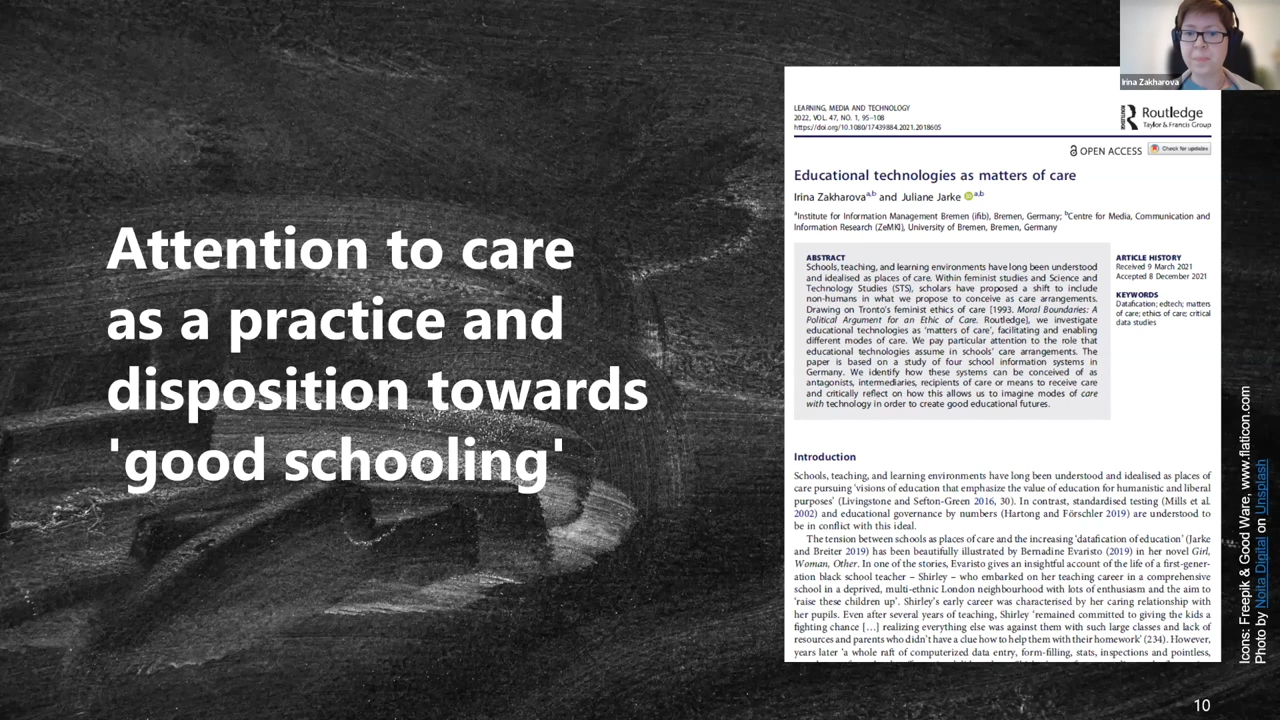 Attention to care
as a practice and
disposition towards
'good schooling'
Irina Zakharova
LEARNING, MEDIA AND TECHNOLOGY
2022, VOL. 47, NO. 1, 95–108
https://doi.org/10.1080/17439884.2021.2018605
ROUTLEDGE
Routledge
Taylor & Francis Group
OPEN ACCESS
Check for updates
Educational technologies as matters of care
Irina Zakharovaa,b and Juliane Jarke iD a,b
aInstitute for Information Management Bremen (ifib), Bremen, Germany; bCentre for Media, Communication and
Information Research (ZeMKI), University of Bremen, Bremen, Germany
ABSTRACT
Schools, teaching, and learning environments have long been understood
and idealised as places of care. Within feminist studies and Science and
Technology Studies (STS), scholars have proposed a shift to include
non-humans in what we propose to conceive as care arrangements.
Drawing on Tronto's feminist ethics of care [1993. Moral Boundaries: A
Political Argument for an Ethic of Care. Routledge], we investigate
educational technologies as 'matters of care', facilitating and enabling
different modes of care. We pay particular attention to the role that
educational technologies assume in schools' care arrangements. The
paper is based on a study of four school information systems in
Germany. We identify how these systems can be conceived of as
antagonists, intermediaries, recipients of care or means to receive care
and critically reflect on how this allows us to imagine modes of care
with technology in order to create good educational futures.
ARTICLE HISTORY
Received 9 March 2021
Accepted 8 December 2021
KEYWORDS
Datafication; edtech; matters
of care; ethics of care; critical
data studies
Introduction
Schools, teaching, and learning environments have long been understood and idealised as places of
care pursuing 'visions of education that emphasize the value of education for humanistic and liberal
purposes' (Livingstone and Sefton-Green 2016, 30). In contrast, standardised testing (Mills et al.
2002) and educational governance by numbers (Hartong and Förschler 2019) are understood to
be in conflict with this ideal.
The tension between schools as places of care and the increasing 'datafication of education' (Jarke
and Breiter 2019) has been beautifully illustrated by Bernadine Evaristo (2019) in her novel Girl,
Woman, Other. In one of the stories, Evaristo gives an insightful account of the life of a first-gener-
ation black school teacher – Shirley – who embarked on her teaching career in a comprehensive
school in a deprived, multi-ethnic London neighbourhood with lots of enthusiasm and the aim to
'raise these children up'. Shirley's early career was characterised by her caring relationship with
her pupils. Even after several years of teaching, Shirley 'remained committed to giving the kids a
fighting chance […] realizing everything else was against them with such large classes and lack of
resources and parents who didn't have a clue how to help them with their homework' (234). However,
years later 'a whole raft of computerized data entry, form-filling, stats, inspections and pointless,
Icons: Freepik & Good Ware, www.flaticon.com
Photo by Noita Digital on Unsplash
10